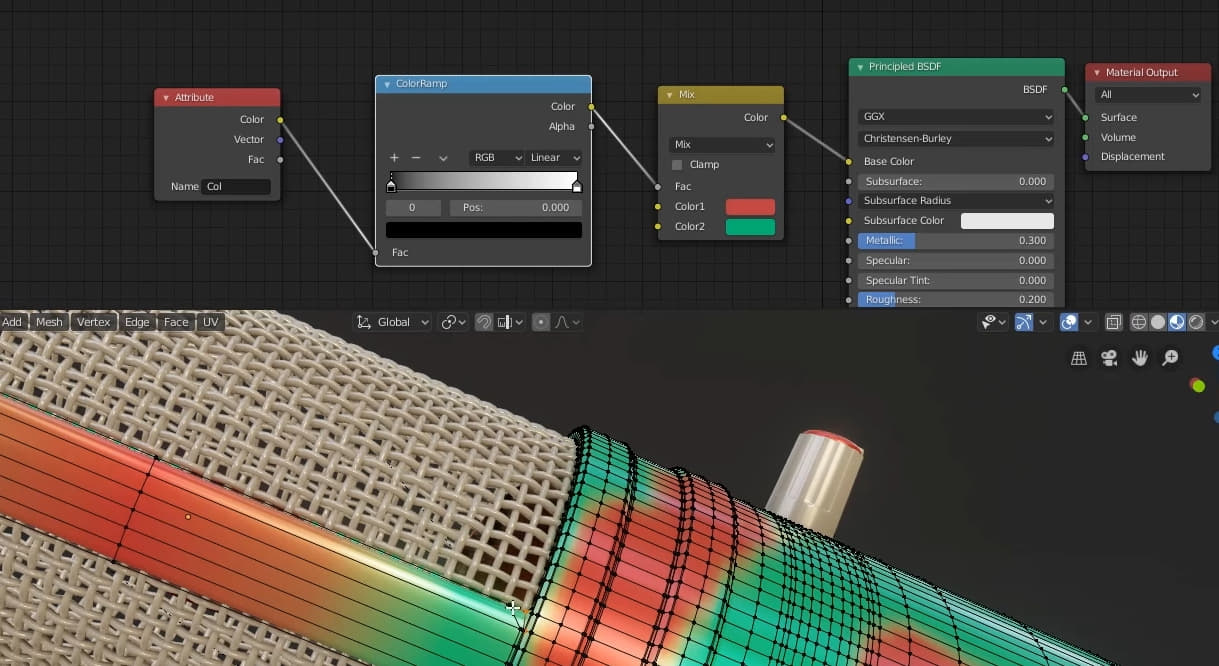 Attribute
Color
Vector
Fac
Name Col
ColorRamp
Color
Alpha
RGB Linear
0 Pos: 0.000
Fac
Mix
Color
Mix
Clamp
Fac
Color1
Color2
Principled BSDF
BSDF
GGX
Christensen-Burley
Base Color
Subsurface: 0.000
Subsurface Radius
Subsurface Color
Metallic: 0.300
Specular: 0.000
Specular Tint: 0.000
Roughness: 0.200
Material Output
All
Surface
Volume
Displacement
Add Mesh Vertex Edge Face UV Global